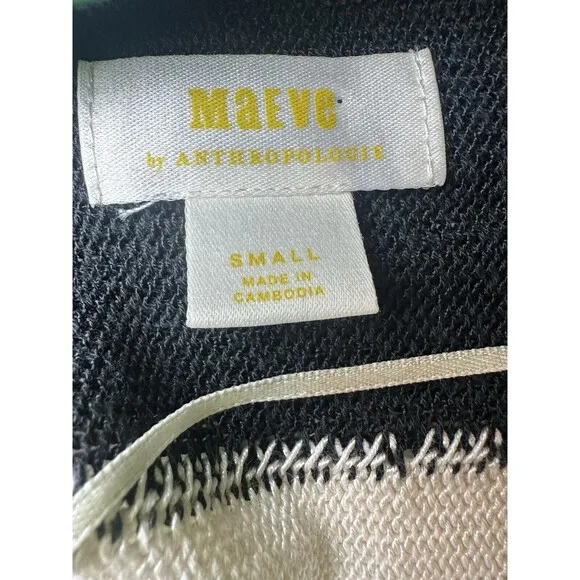 MaEve
by ANTHROPOLOGIE
SMALL
MADE IN
CAMBODIA